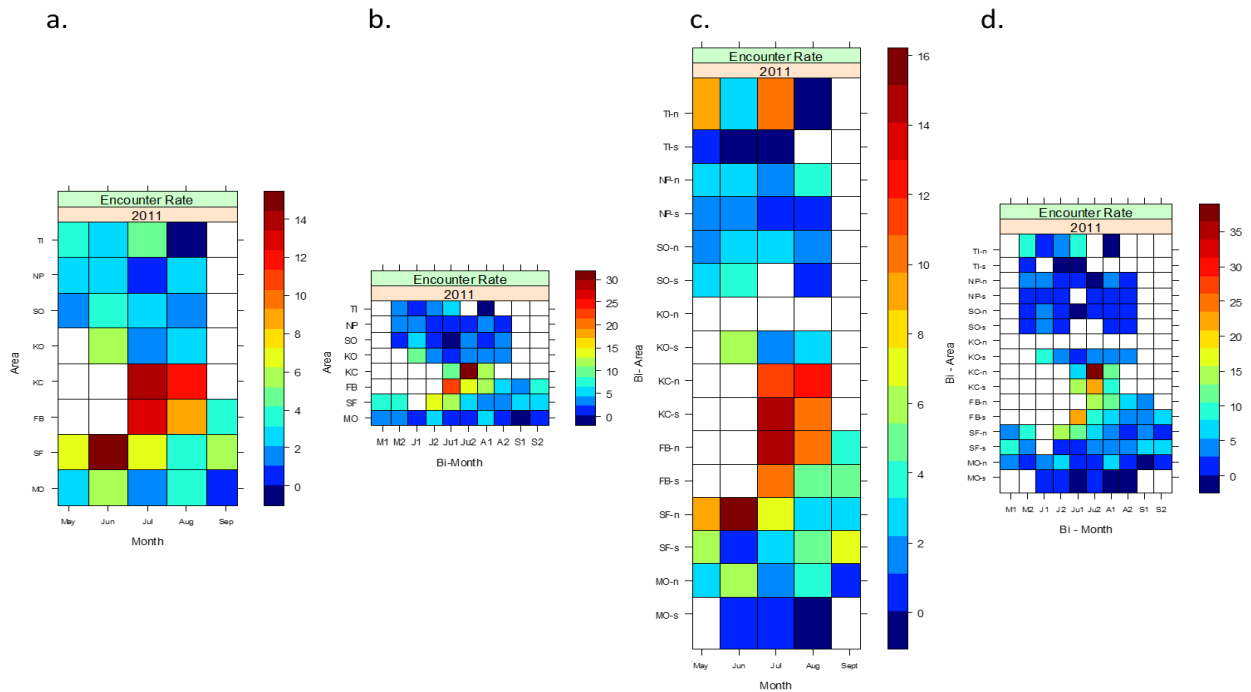 a.
b.
c.
d.
Encounter Rate
2011
TI
NP
SO
KO
KC
FB
SF
MO
Area
May Jun Jul Aug Sep
Month
14
12
10
8
6
4
2
0
Encounter Rate
2011
TI
NP
SO
KO
KC
FB
SF
MO
Area
M1 M2 J1 J2 Ju1 Ju2 A1 A2 S1 S2
Bi-Month
30
25
20
15
10
5
0
Encounter Rate
2011
TI-n
TI-s
NP-n
NP-s
SO-n
SO-s
KO-n
KO-s
KC-n
KC-s
FB-n
FB-s
SF-n
SF-s
MO-n
MO-s
Bi- Area
May Jun Jul Aug Sept
Month
16
14
12
10
8
6
4
2
0
Encounter Rate
2011
TI-n
TI-s
NP-n
NP-s
SO-n
SO-s
KO-n
KO-s
KC-n
KC-s
FB-n
FB-s
SF-n
SF-s
MO-n
MO-s
Bi - Area
M1 M2 J1 J2 Ju1 Ju2 A1 A2 S1 S2
Bi - Month
35
30
25
20
15
10
5
0